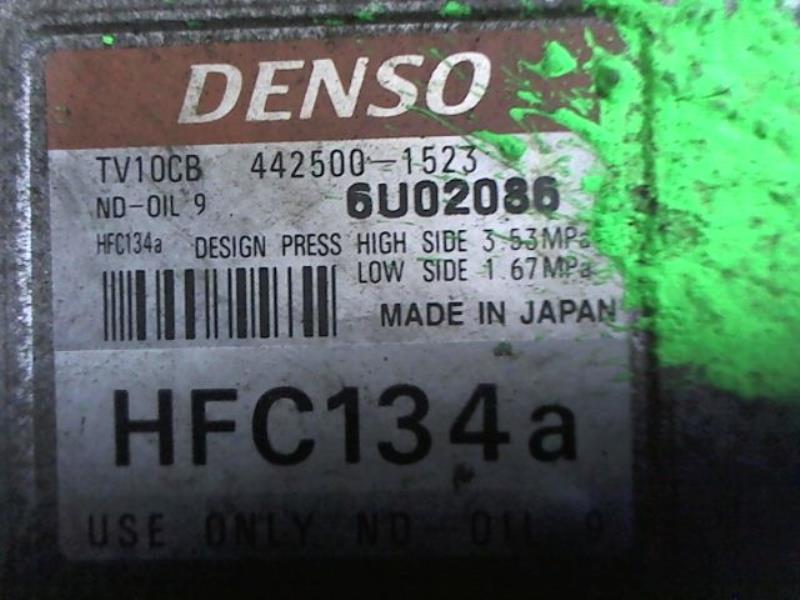 DENSO
TV10CB 442500-1523
ND-OIL 9 6U02086
HFC134a DESIGN PRESS HIGH SIDE 3.53MPa
LOW SIDE 1.67MPa
MADE IN JAPAN
HFC134a
USE ONLY ND-OIL 9